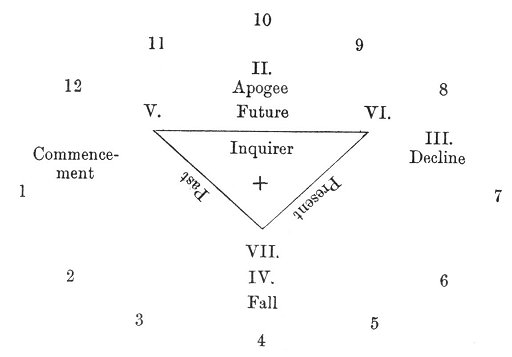 10
11
9
II.
12
Apogee
8
V.
Future
VI.
III.
Commence-
ment
Inquirer
Decline
1
Past
+
Present
7
VII.
2
IV.
6
Fall
3
5
4